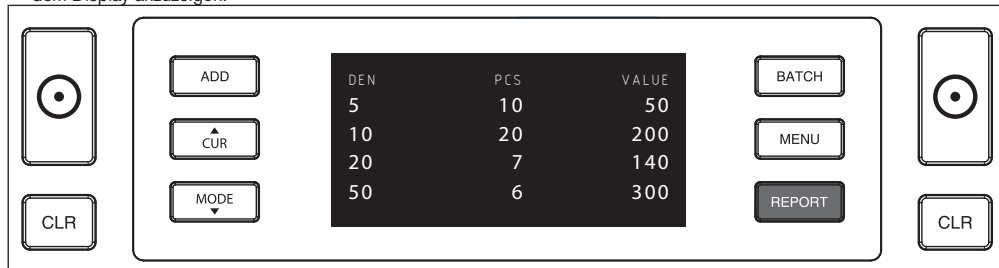 dem Display anzuzeigen.
ADD
CUR
MODE
CLR
DEN PCS VALUE
5 10 50
10 20 200
20 7 140
50 6 300
BATCH
MENU
REPORT
CLR